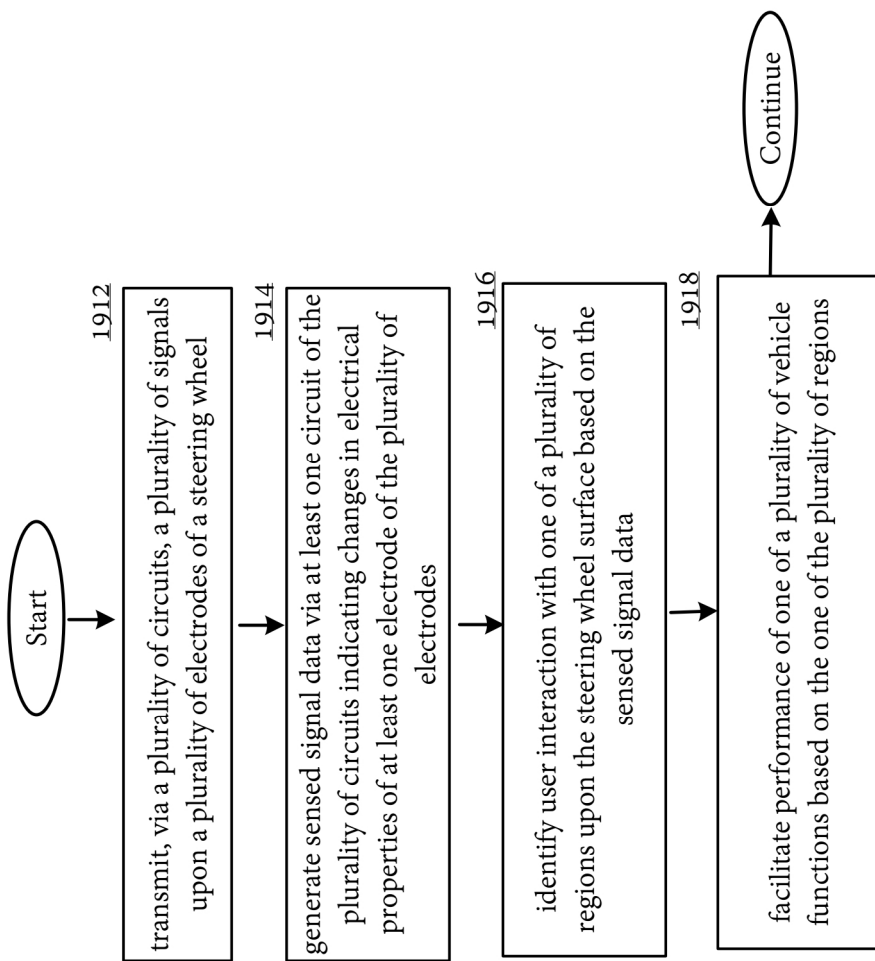 Start
1912
transmit, via a plurality of circuits, a plurality of signals
upon a plurality of electrodes of a steering wheel
1914
generate sensed signal data via at least one circuit of the
plurality of circuits indicating changes in electrical
properties of at least one electrode of the plurality of
electrodes
1916
identify user interaction with one of a plurality of
regions upon the steering wheel surface based on the
sensed signal data
1918
facilitate performance of one of a plurality of vehicle
functions based on the one of the plurality of regions
Continue